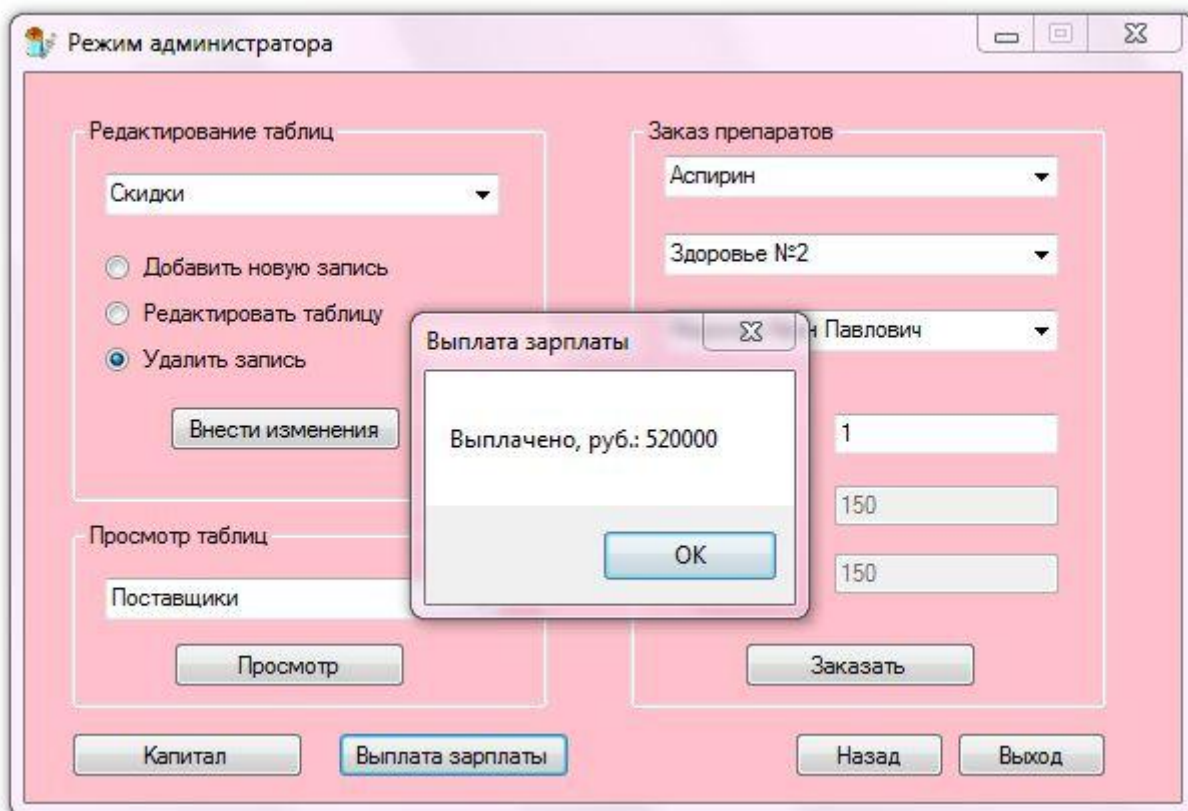 Режим администратора
Редактирование таблиц
Скидки
Добавить новую запись
Редактировать таблицу
Удалить запись
Внести изменения
Просмотр таблиц
Поставщики
Просмотр
Заказ препаратов
Аспирин
Здоровье №2
Павлович
1
150
150
Заказать
Выплата зарплаты
Выплачено, руб.: 520000
OK
Капитал
Выплата зарплаты
Назад
Выход